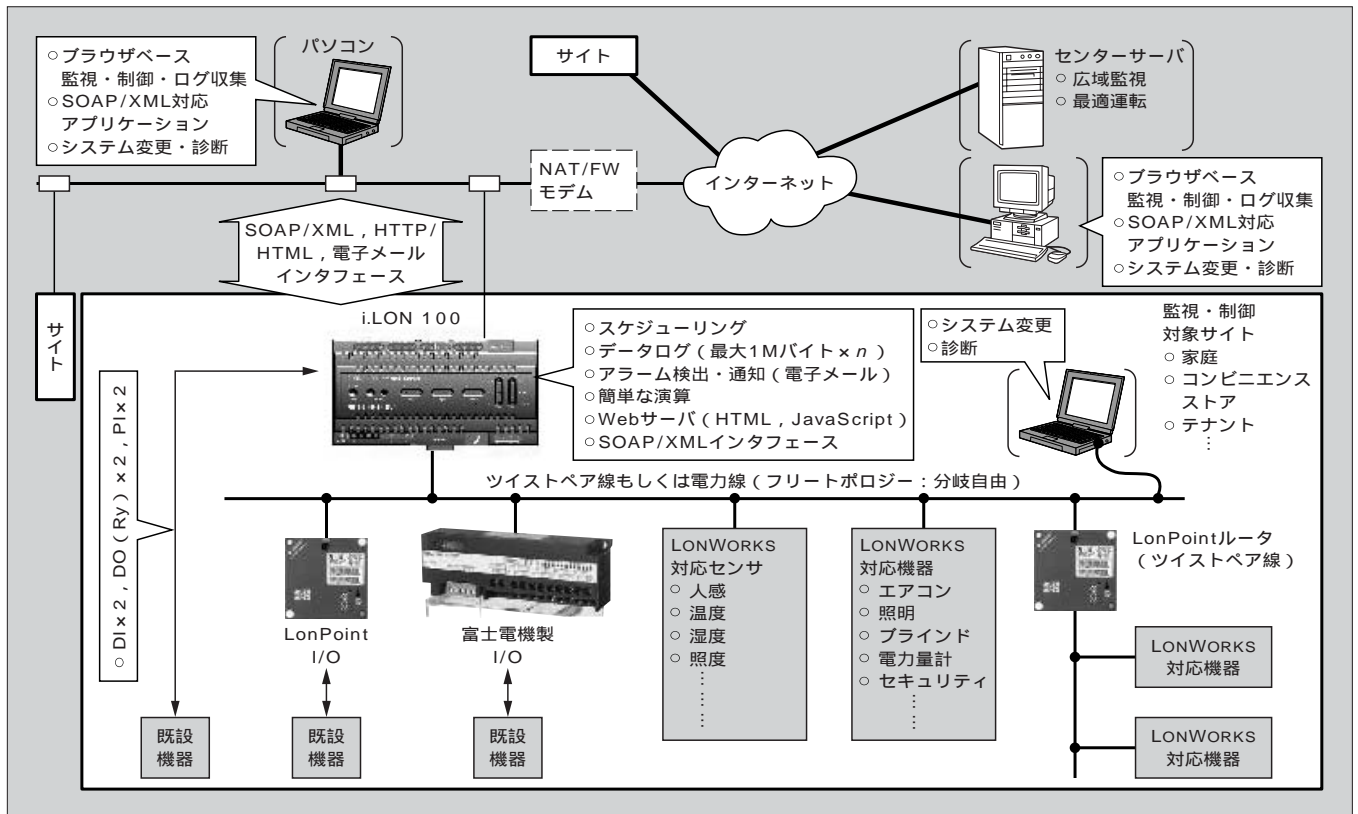 ○ブラウザベース
監視・制御・ログ収集
○SOAP/XML対応
アプリケーション
○システム変更・診断
パソコン
サイト
センターサーバ
○広域監視
○最適運転
NAT/FW
モデム
インターネット
○ブラウザベース
監視・制御・ログ収集
○SOAP/XML対応
アプリケーション
○システム変更・診断
SOAP/XML，HTTP/
HTML，電子メール
インタフェース
サイト
i.LON 100
○スケジューリング
○データログ（最大1Mバイト×n）
○アラーム検出・通知（電子メール）
○簡単な演算
○Webサーバ（HTML，JavaScript）
○SOAP/XMLインタフェース
○システム変更
○診断
監視・制御
対象サイト
○家庭
○コンビニエンス
ストア
○テナント
…
○DI×2，DO（Ry）×2，PI×2
ツイストペア線もしくは電力線（フリートポロジー：分岐自由）
LonPoint
I/O
富士電機製
I/O
LONWORKS
対応センサ
○人感
○温度
○湿度
○照度
……
LONWORKS
対応機器
○エアコン
○照明
○ブラインド
○電力量計
○セキュリティ
……
LonPointルータ
（ツイストペア線）
LONWORKS
対応機器
LONWORKS
対応機器
既設
機器
既設
機器
既設
機器